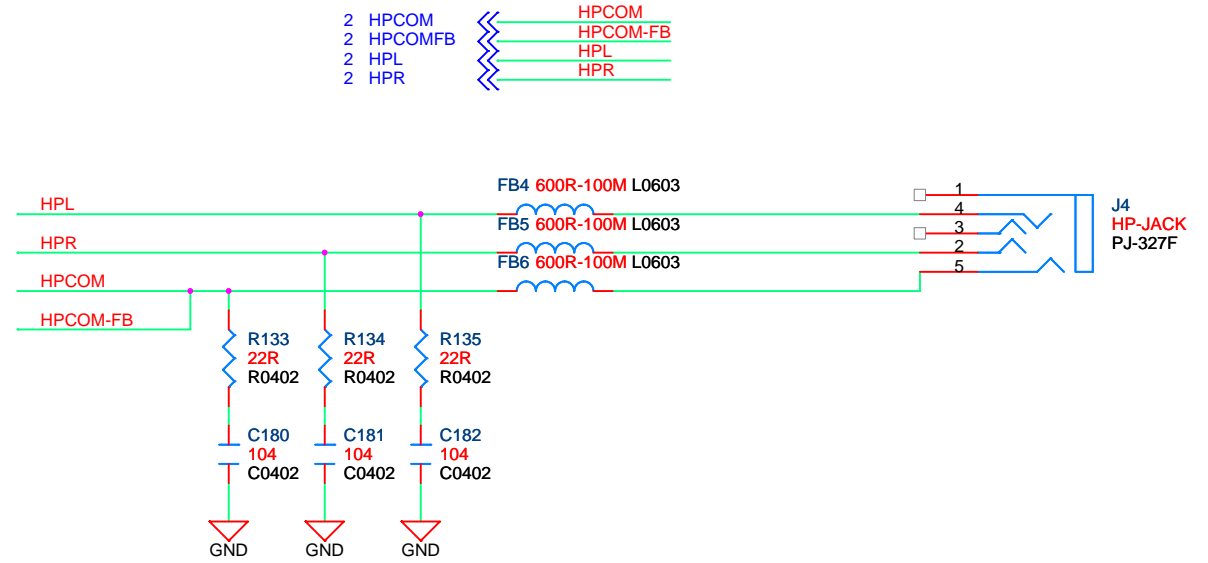 2 HPCOM HPCOM
2 HPCOMFB HPCOM-FB
2 HPL HPL
2 HPR HPR
FB4 600R-100M L0603
1
HPL
4
J4
FB5 600R-100M L0603
3
HP-JACK
HPR
2
PJ-327F
FB6 600R-100M L0603
5
HPCOM
HPCOM-FB
R133 R134 R135
22R 22R 22R
R0402 R0402 R0402
C180 C181 C182
104 104 104
C0402 C0402 C0402
GND GND GND